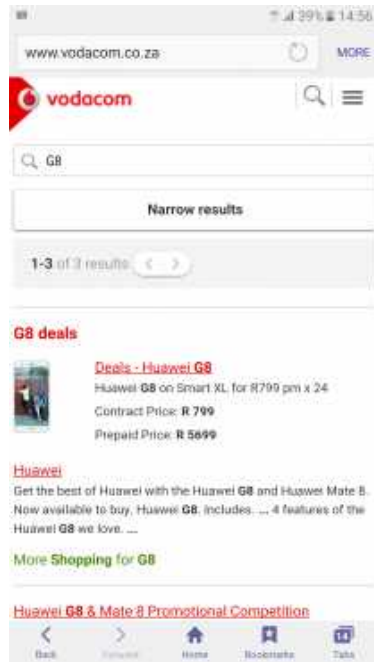 39% 14:56
www.vodacom.co.za MORE
vodacom
G8
Narrow results
1-3 of 3 results
G8 deals
Deals - Huawei G8
Huawei G8 on Smart XL for R799 pm x 24
Contract Price: R 799
Prepaid Price: R 5699
Huawei
Get the best of Huawei with the Huawei G8 and Huawei Mate 8.
Now available to buy. Huawei G8. Includes. ... 4 features of the
Huawei G8 we love. ...
More Shopping for G8
Huawei G8 & Mate 8 Promotional Competition
Back Forward Home Bookmarks 14 Tabs